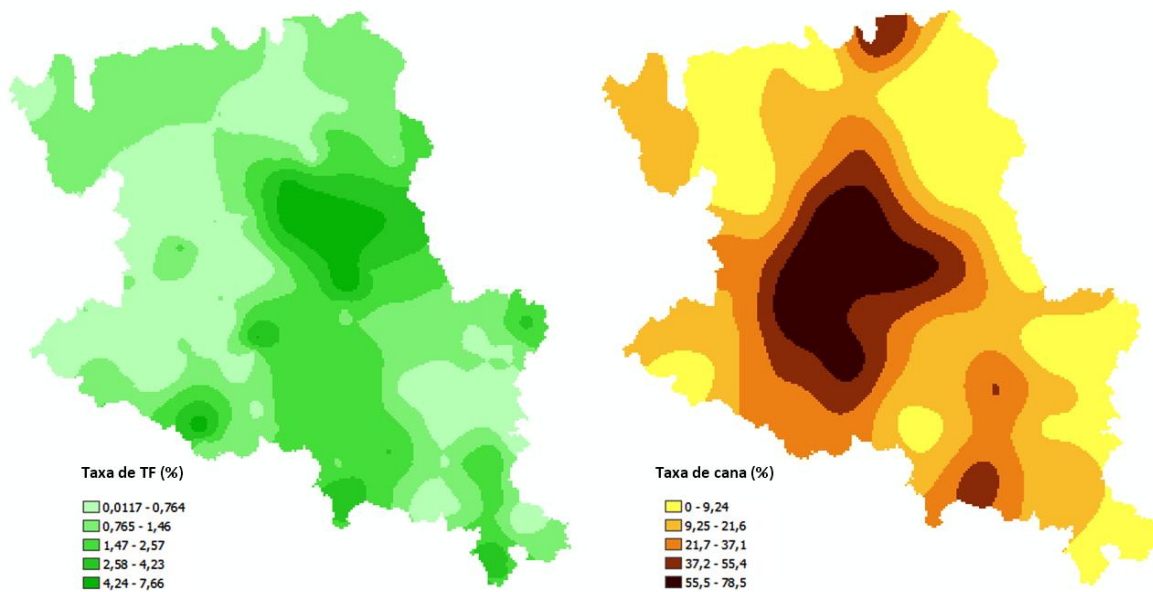 Taxa de TF (%)
0,0117 - 0,764
0,765 - 1,46
1,47 - 2,57
2,58 - 4,23
4,24 - 7,66
Taxa de cana (%)
0 - 9,24
9,25 - 21,6
21,7 - 37,1
37,2 - 55,4
55,5 - 78,5